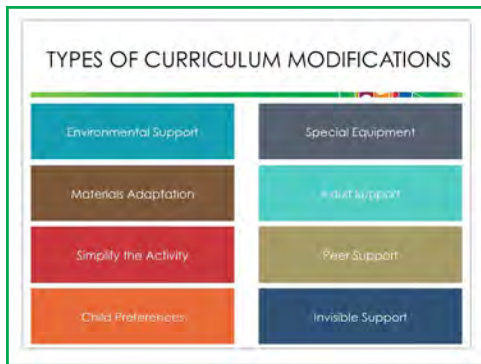 TYPES OF CURRICULUM MODIFICATIONS
Environmental Support
Special Equipment
Materials Adaptation
Adult Support
Simplify the Activity
Peer Support
Child Preferences
Invisible Support